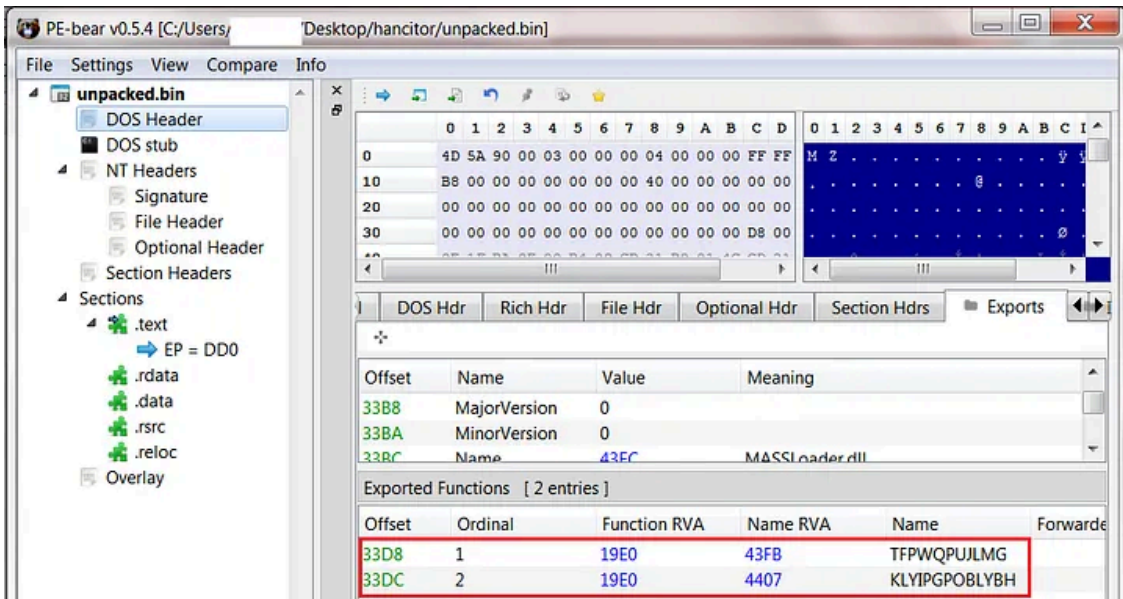 PE-bear v0.5.4 [C:/Users/ /Desktop/hancitor/unpacked.bin]
File Settings View Compare Info
unpacked.bin
DOS Header
DOS stub
NT Headers
Signature
File Header
Optional Header
Section Headers
Sections
.text
EP = DD0
.rdata
.data
.rsrc
.reloc
Overlay
0 1 2 3 4 5 6 7 8 9 A B C D
0 1 2 3 4 5 6 7 8 9 A B C
0 4D 5A 90 00 03 00 00 00 04 00 00 00 FF FF
M Z . . . . . . . . . . ÿ ÿ
10 B8 00 00 00 00 00 00 00 40 00 00 00 00 00
. . . . . . . @ . . . . .
20 00 00 00 00 00 00 00 00 00 00 00 00 00 00
. . . . . . . . . . . . .
30 00 00 00 00 00 00 00 00 00 00 00 00 D8 00
. . . . . . . . . . . . Ø .
DOS Hdr Rich Hdr File Hdr Optional Hdr Section Hdrs Exports
Offset Name Value Meaning
33B8 MajorVersion 0
33BA MinorVersion 0
33BC Name 43EC MASSLoader.dll
Exported Functions [ 2 entries ]
Offset Ordinal Function RVA Name RVA Name Forwarde
33D8 1 19E0 43FB TFPWQPUJLMG
33DC 2 19E0 4407 KLYIPGPOBLYBH